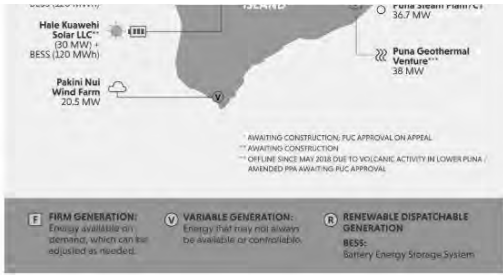 BESS (120 MWh)
ISLAND
Puna Steam Plant/CT
36.7 MW
Hale Kuawehi
Solar LLC**
(30 MW) +
BESS (120 MWh)
Puna Geothermal
Venture***
38 MW
Pakini Nui
Wind Farm
20.5 MW
V
* AWAITING CONSTRUCTION; PUC APPROVAL ON APPEAL
** AWAITING CONSTRUCTION
*** OFFLINE SINCE MAY 2018 DUE TO VOLCANIC ACTIVITY IN LOWER PUNA /
AMENDED PPA AWAITING PUC APPROVAL
F FIRM GENERATION:
Energy available on
demand, which can be
adjusted as needed.
V VARIABLE GENERATION:
Energy that may not always
be available or controllable.
R RENEWABLE DISPATCHABLE
GENERATION
BESS:
Battery Energy Storage System